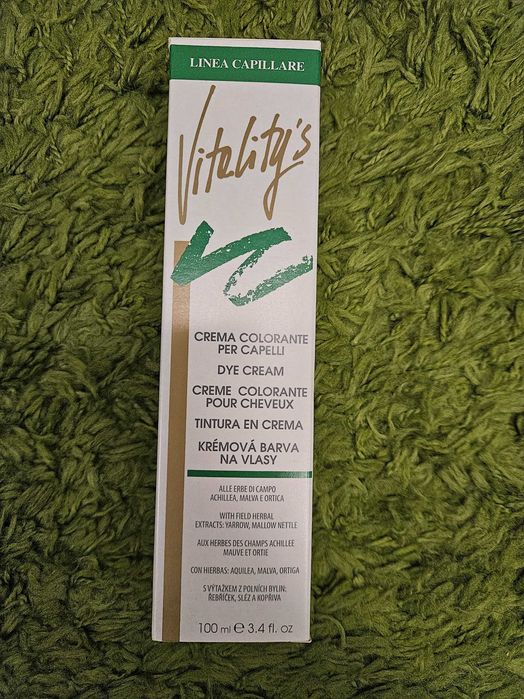 LINEA CAPILLARE
Vitality's
CREMA COLORANTE
PER CAPELLI
DYE CREAM
CREME COLORANTE
POUR CHEVEUX
TINTURA EN CREMA
KRÉMOVÁ BARVA
NA VLASY
ALLE ERBE DI CAMPO
ACHILLEA, MALVA E ORTICA
WITH FIELD HERBAL
EXTRACTS: YARROW, MALLOW NETTLE
AUX HERBES DES CHAMPS ACHILLEE
MAUVE ET ORTIE
CON HIERBAS: AQUILEA, MALVA, ORTIGA
S VÝTAŽKEM Z POLNÍCH BYLIN:
ŘEBŘÍČEK, SLÉZ A KOPŘIVA
100 ml e 3.4 fl. oz